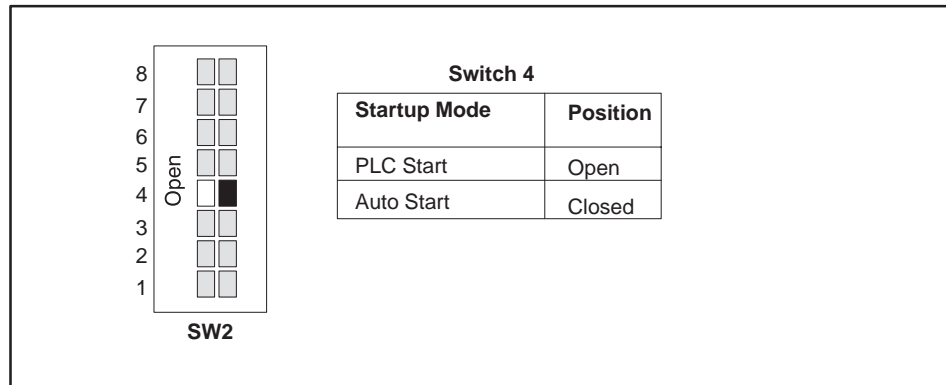 8
7
6
5
4
3
2
1
Open
SW2
Switch 4
Startup Mode Position
PLC Start Open
Auto Start Closed